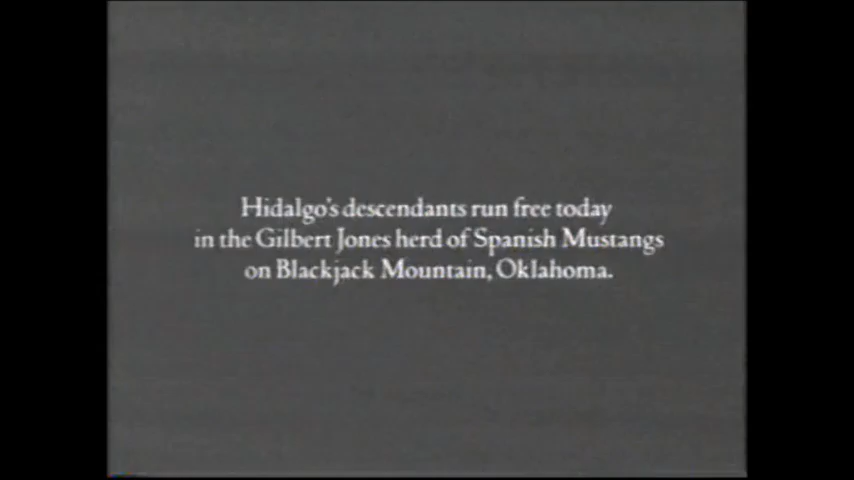 Hidalgo's descendants run free today
in the Gilbert Jones herd of Spanish Mustangs
on Blackjack Mountain, Oklahoma.